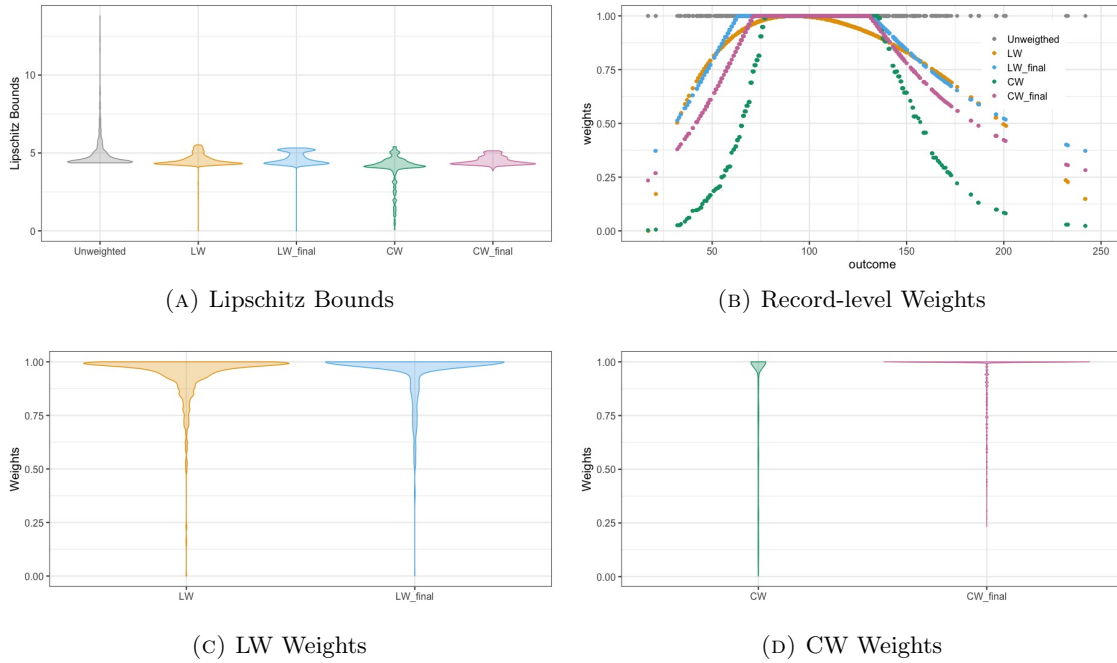 Lipschitz Bounds
10
5
0
Unweighted LW LW_final CW CW_final
(A) Lipschitz Bounds
weights
1.00
0.75
0.50
0.25
0.00
Unweigthed
LW
LW_final
CW
CW_final
50 100 150 200 250
outcome
(B) Record-level Weights
Weights
1.00
0.75
0.50
0.25
0.00
LW LW_final
(C) LW Weights
Weights
1.00
0.75
0.50
0.25
0.00
CW CW_final
(D) CW Weights